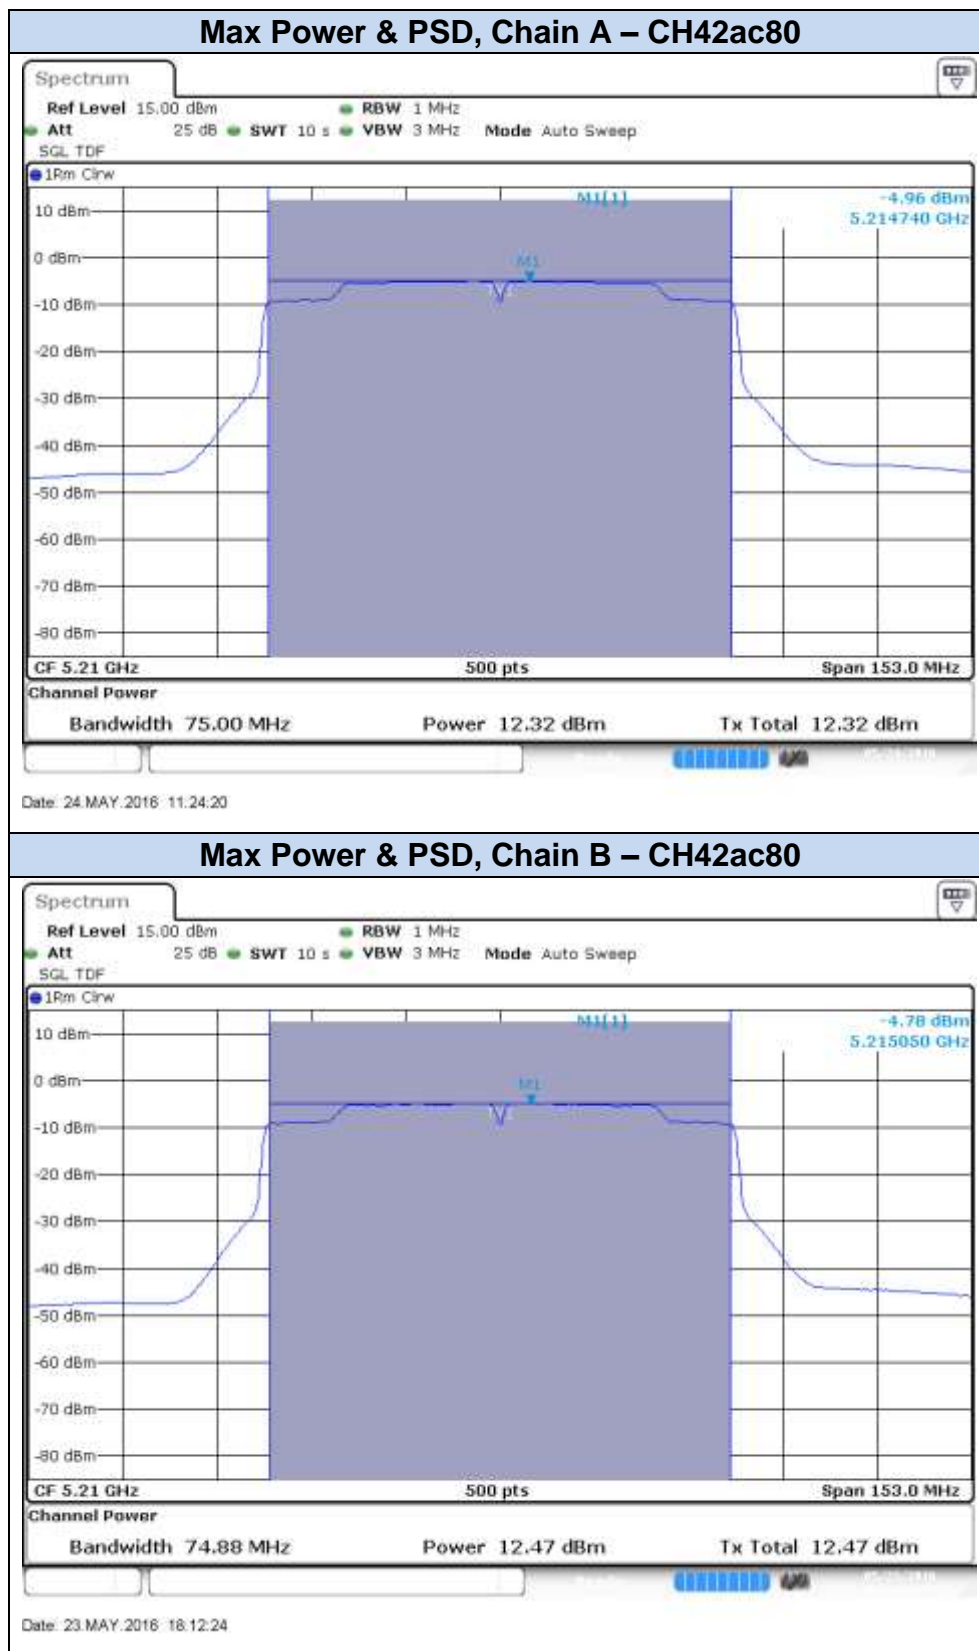 Max Power & PSD, Chain A – CH42ac80
Spectrum
Ref Level 15.00 dBm RBW 1 MHz
Att 25 dB SWT 10 s VBW 3 MHz Mode Auto Sweep
SGL TDF
1Rm Clrw
M1[1] -4.96 dBm
5.214740 GHz
10 dBm
0 dBm
M1
-10 dBm
-20 dBm
-30 dBm
-40 dBm
-50 dBm
-60 dBm
-70 dBm
-80 dBm
CF 5.21 GHz 500 pts Span 153.0 MHz
Channel Power
Bandwidth 75.00 MHz Power 12.32 dBm Tx Total 12.32 dBm
Date: 24.MAY.2016 11:24:20
Max Power & PSD, Chain B – CH42ac80
Spectrum
Ref Level 15.00 dBm RBW 1 MHz
Att 25 dB SWT 10 s VBW 3 MHz Mode Auto Sweep
SGL TDF
1Rm Clrw
M1[1] -4.78 dBm
5.215050 GHz
10 dBm
0 dBm
M1
-10 dBm
-20 dBm
-30 dBm
-40 dBm
-50 dBm
-60 dBm
-70 dBm
-80 dBm
CF 5.21 GHz 500 pts Span 153.0 MHz
Channel Power
Bandwidth 74.88 MHz Power 12.47 dBm Tx Total 12.47 dBm
Date: 23.MAY.2016 18:12:24